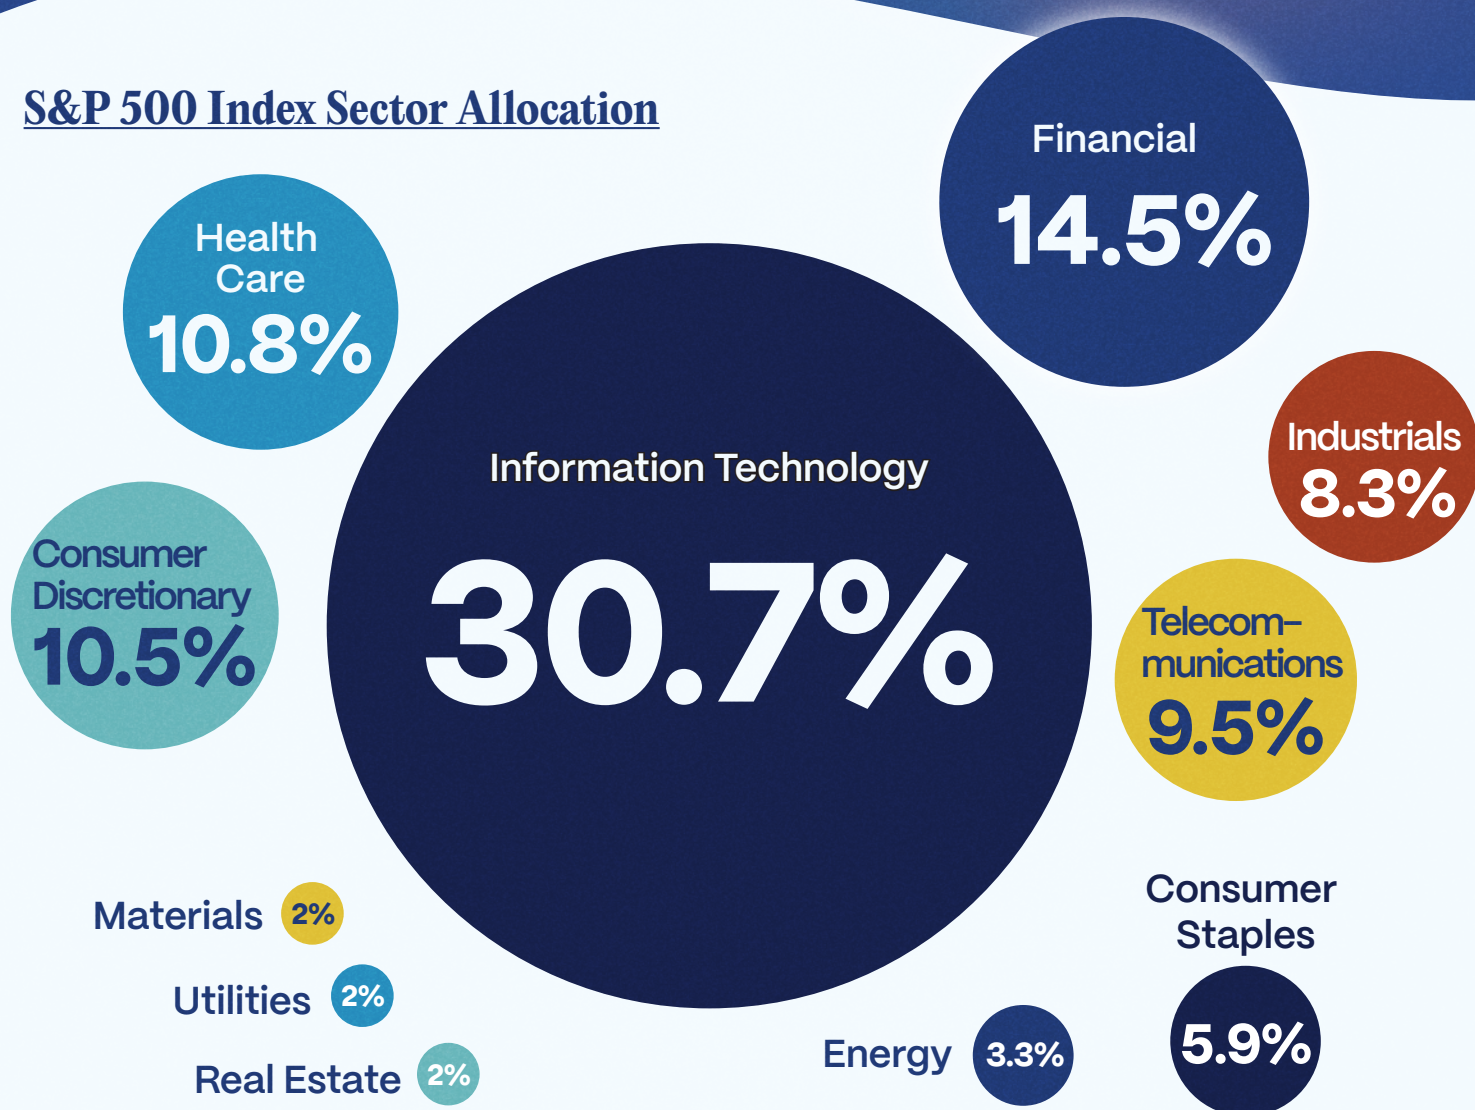 S&P 500 Index Sector Allocation
Financial
14.5%
Health
Care
10.8%
Information Technology
30.7%
Industrials
8.3%
Consumer
Discretionary
10.5%
Telecom-
munications
9.5%
Materials 2%
Utilities 2%
Real Estate 2%
Energy 3.3%
Consumer
Staples
5.9%